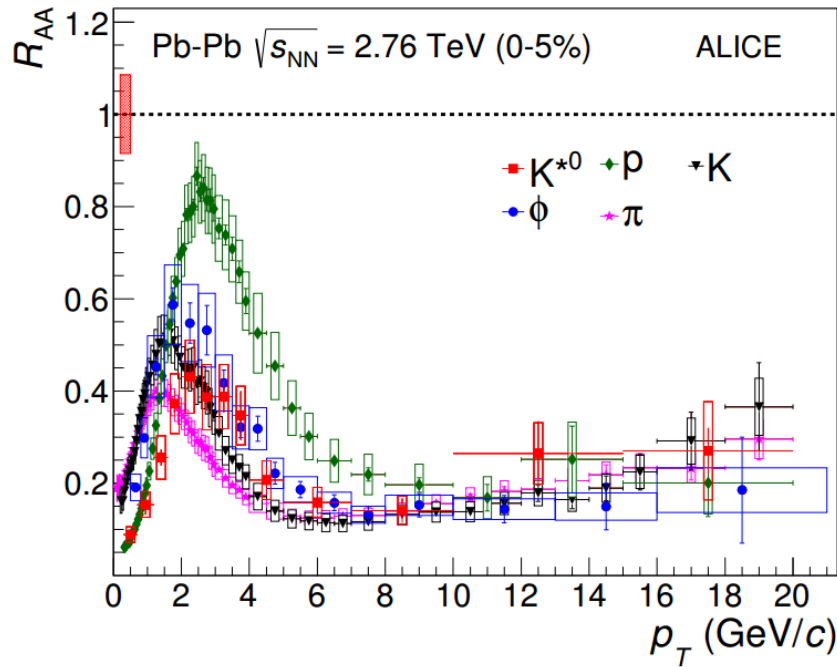 R_AA
Pb-Pb √s_NN = 2.76 TeV (0-5%) ALICE
K*0 p K
ϕ π
1.2
1
0.8
0.6
0.4
0.2
0 2 4 6 8 10 12 14 16 18 20
p_T (GeV/c)